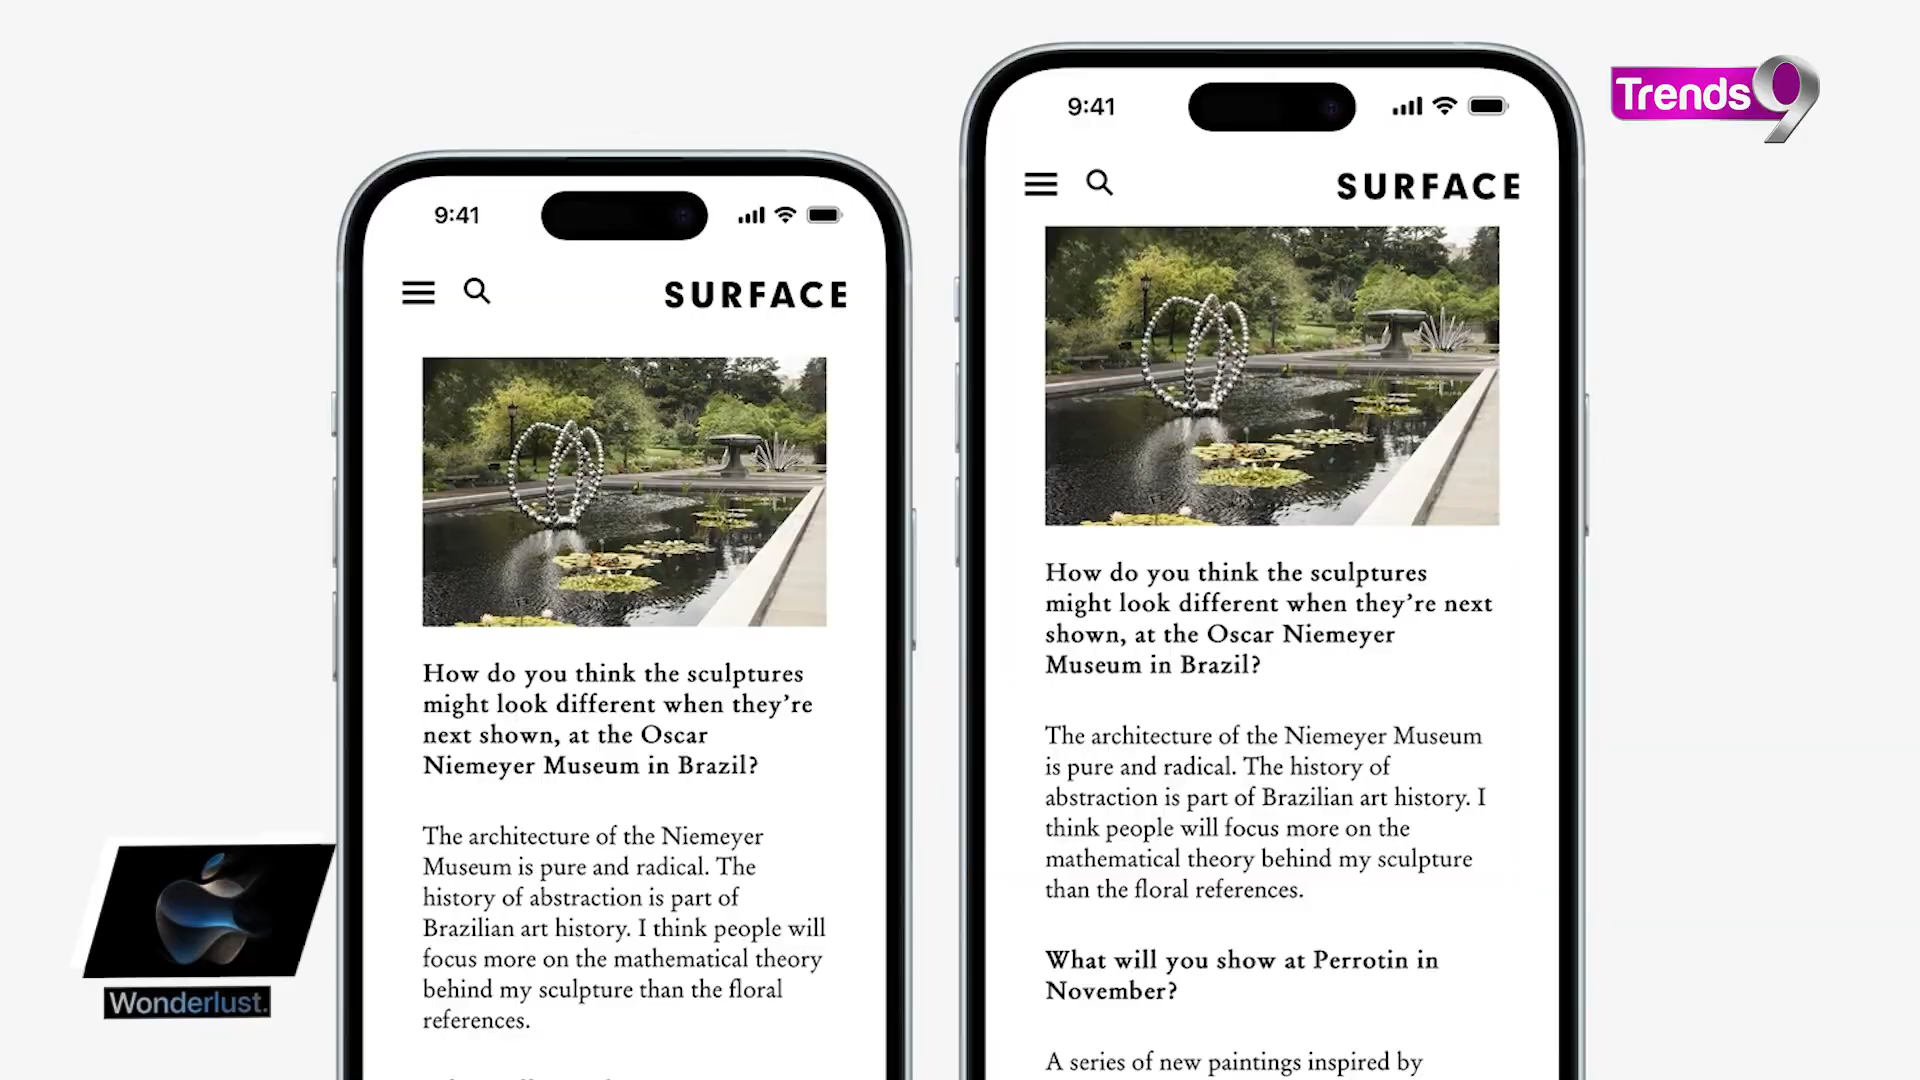 Trends9
9:41
SURFACE
How do you think the sculptures
might look different when they’re
next shown, at the Oscar
Niemeyer Museum in Brazil?
The architecture of the Niemeyer
Museum is pure and radical. The
history of abstraction is part of
Brazilian art history. I think people will
focus more on the mathematical theory
behind my sculpture than the floral
references.
9:41
SURFACE
How do you think the sculptures
might look different when they’re next
shown, at the Oscar Niemeyer
Museum in Brazil?
The architecture of the Niemeyer Museum
is pure and radical. The history of
abstraction is part of Brazilian art history. I
think people will focus more on the
mathematical theory behind my sculpture
than the floral references.
What will you show at Perrotin in
November?
A series of new paintings inspired by
Wonderlust.